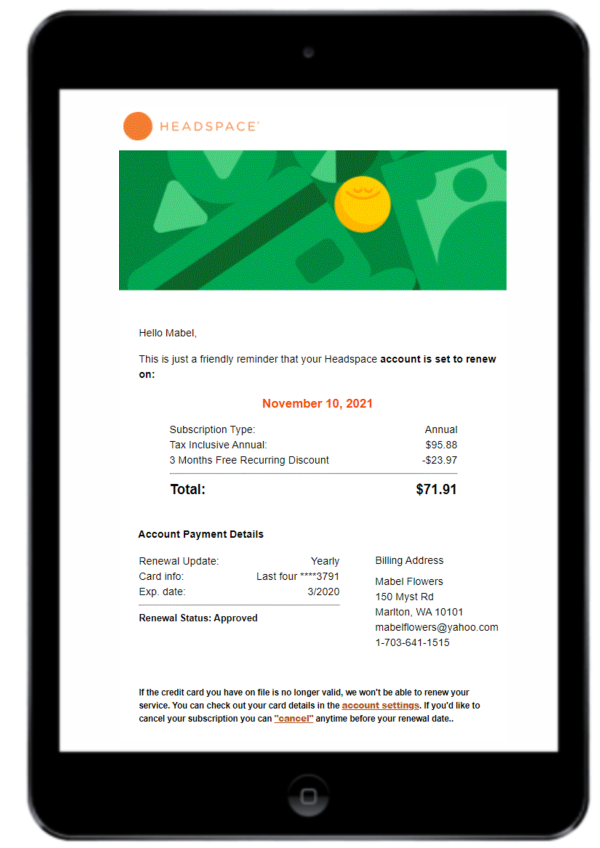 HEADSPACE
Hello Mabel,
This is just a friendly reminder that your Headspace account is set to renew
on:
November 10, 2021
Subscription Type: Annual
Tax Inclusive Annual: $95.88
3 Months Free Recurring Discount -$23.97
Total: $71.91
Account Payment Details
Renewal Update: Yearly
Card info: Last four ****3791
Exp. date: 3/2020
Renewal Status: Approved
Billing Address
Mabel Flowers
150 Myst Rd
Marlton, WA 10101
mabelflowers@yahoo.com
1-703-641-1515
If the credit card you have on file is no longer valid, we won't be able to renew your
service. You can check out your card details in the account settings. If you'd like to
cancel your subscription you can "cancel" anytime before your renewal date..